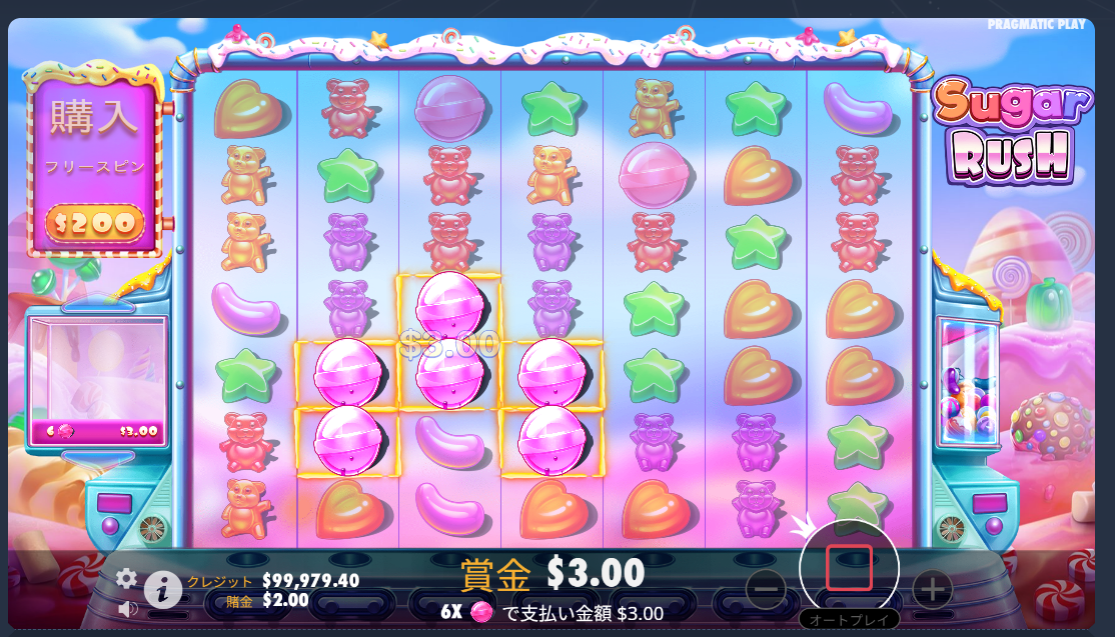 PRAGMATIC PLAY
購入
フリースピン
$200
Sugar
RUSH
$3.00
6 $3.00
クレジット $99,979.40
賭金 $2.00
賞金 $3.00
6X で支払い金額 $3.00
オートプレイ